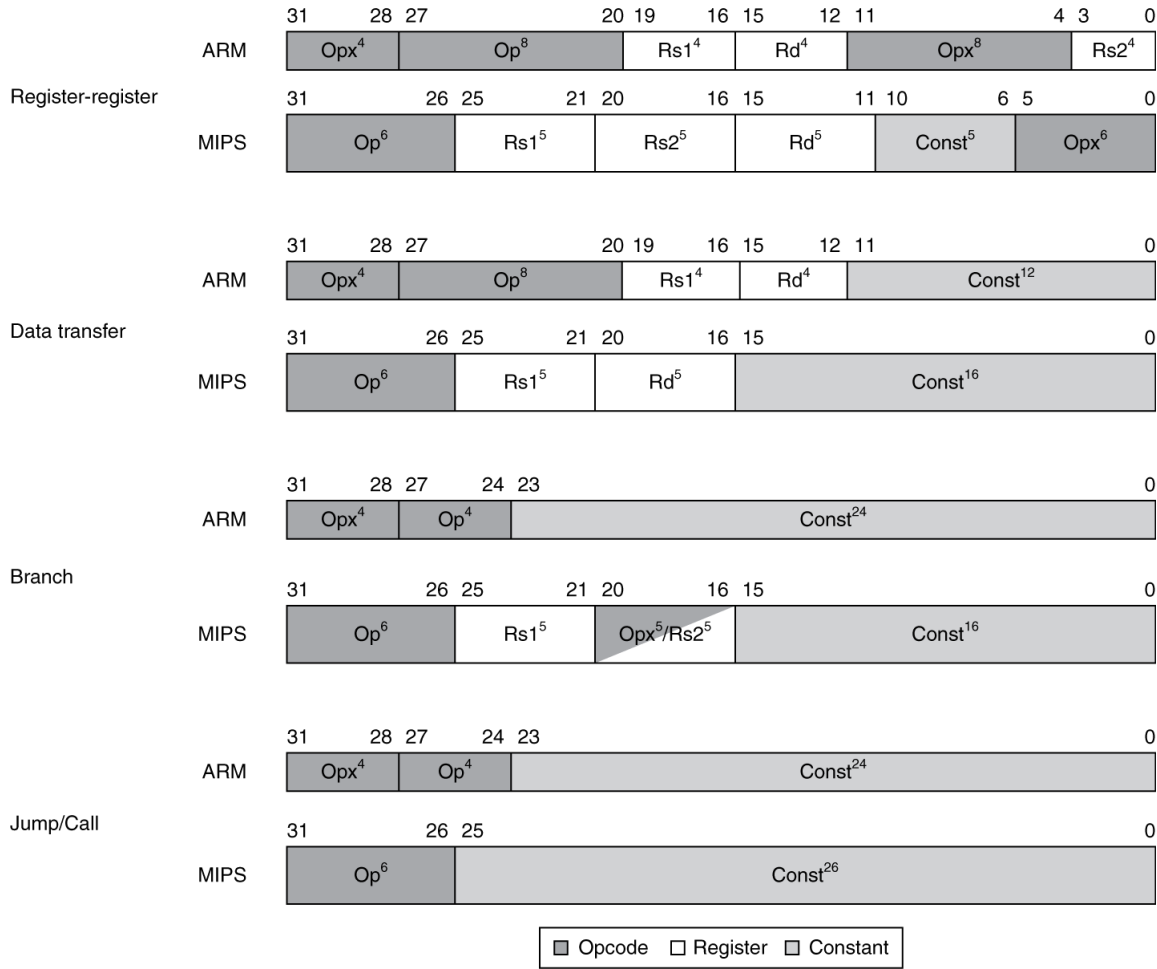 31 28 27 20 19 16 15 12 11 4 3 0
ARM Opx⁴ Op⁸ Rs1⁴ Rd⁴ Opx⁸ Rs2⁴
Register-register
31 26 25 21 20 16 15 11 10 6 5 0
MIPS Op⁶ Rs1⁵ Rs2⁵ Rd⁵ Const⁵ Opx⁶
31 28 27 20 19 16 15 12 11 0
ARM Opx⁴ Op⁸ Rs1⁴ Rd⁴ Const¹²
Data transfer
31 26 25 21 20 16 15 0
MIPS Op⁶ Rs1⁵ Rd⁵ Const¹⁶
31 28 27 24 23 0
ARM Opx⁴ Op⁴ Const²⁴
Branch
31 26 25 21 20 16 15 0
MIPS Op⁶ Rs1⁵ Opx⁵/Rs2⁵ Const¹⁶
31 28 27 24 23 0
ARM Opx⁴ Op⁴ Const²⁴
Jump/Call
31 26 25 0
MIPS Op⁶ Const²⁶
Opcode Register Constant